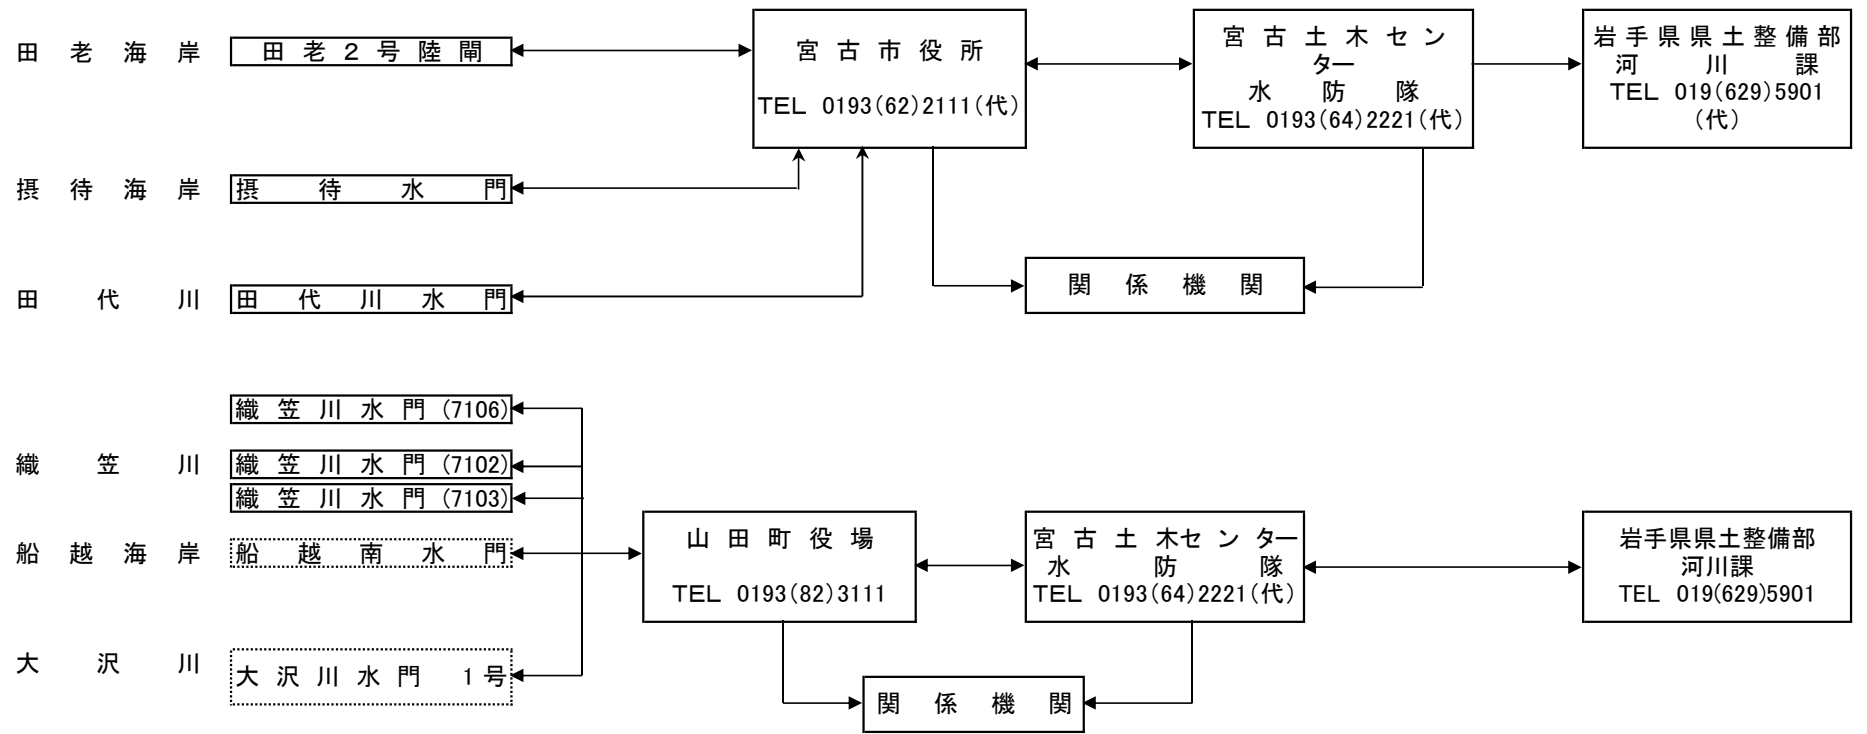 田老海岸
田老２号陸閘
宮古市役所
TEL 0193(62)2111(代)
宮古土木セン
ター
水防隊
TEL 0193(64)2221(代)
岩手県県土整備部
河川課
TEL 019(629)5901
(代)
摂待海岸
摂待水門
田代川
田代川水門
関係機関
織笠川水門(7106)
織笠川
織笠川水門(7102)
織笠川水門(7103)
船越海岸
船越南水門
山田町役場
TEL 0193(82)3111
宮古土木センター
水防隊
TEL 0193(64)2221(代)
岩手県県土整備部
河川課
TEL 019(629)5901
大沢川
大沢川水門 1号
関係機関